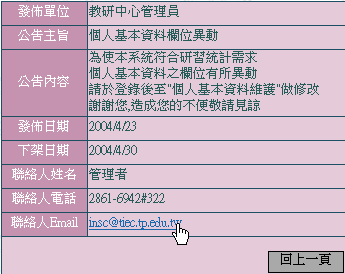 發佈單位 教研中心管理員
公告主旨 個人基本資料欄位異動
為使本系統符合研習統計需求
個人基本資料之欄位有所異動
公告內容 請於登錄後至"個人基本資料維護"做修改
謝謝您,造成您的不便敬請見諒
發佈日期 2004/4/23
下架日期 2004/4/30
聯絡人姓名 管理者
聯絡人電話 2861-6942#322
聯絡人Email insc@tiec.tp.edu.tw
回上一頁